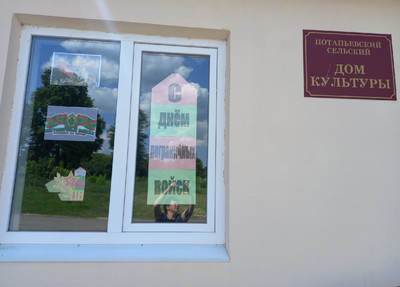 С
ДНЁМ
пограничных
ВОЙСК
ПОТАПЬЕВСКИЙ
СЕЛЬСКИЙ
ДОМ
КУЛЬТУРЫ